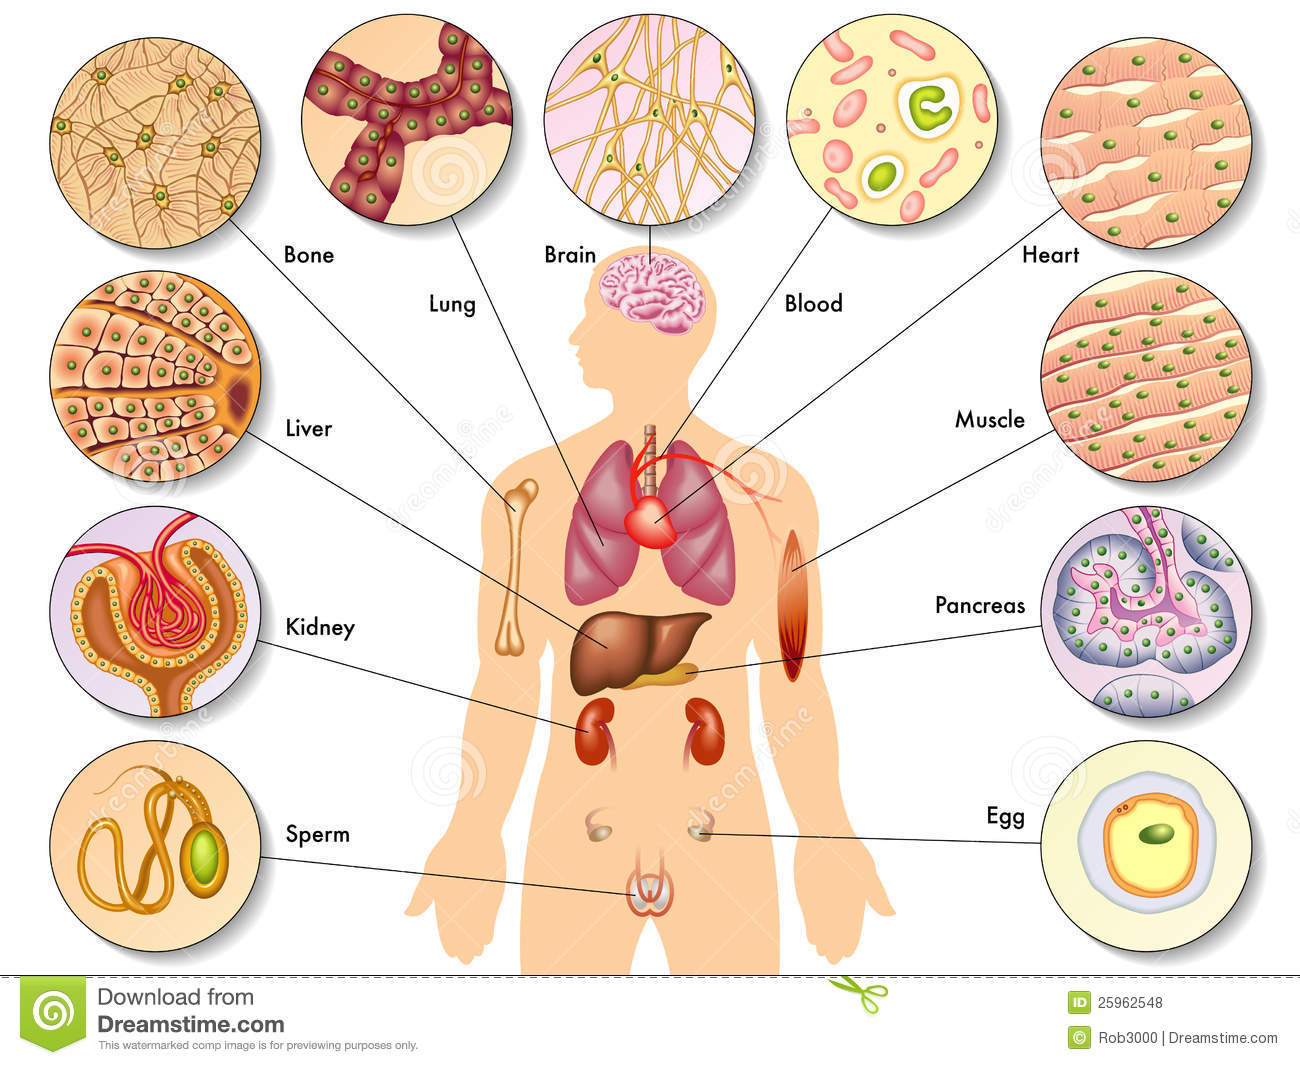 Bone
Brain
Heart
Lung
Blood
Liver
Muscle
Kidney
Pancreas
Sperm
Egg
Download from
Dreamstime.com
This watermarked comp image is for previewing purposes only.
ID 25962548
© Rob3000 | Dreamstime.com
dreamstime